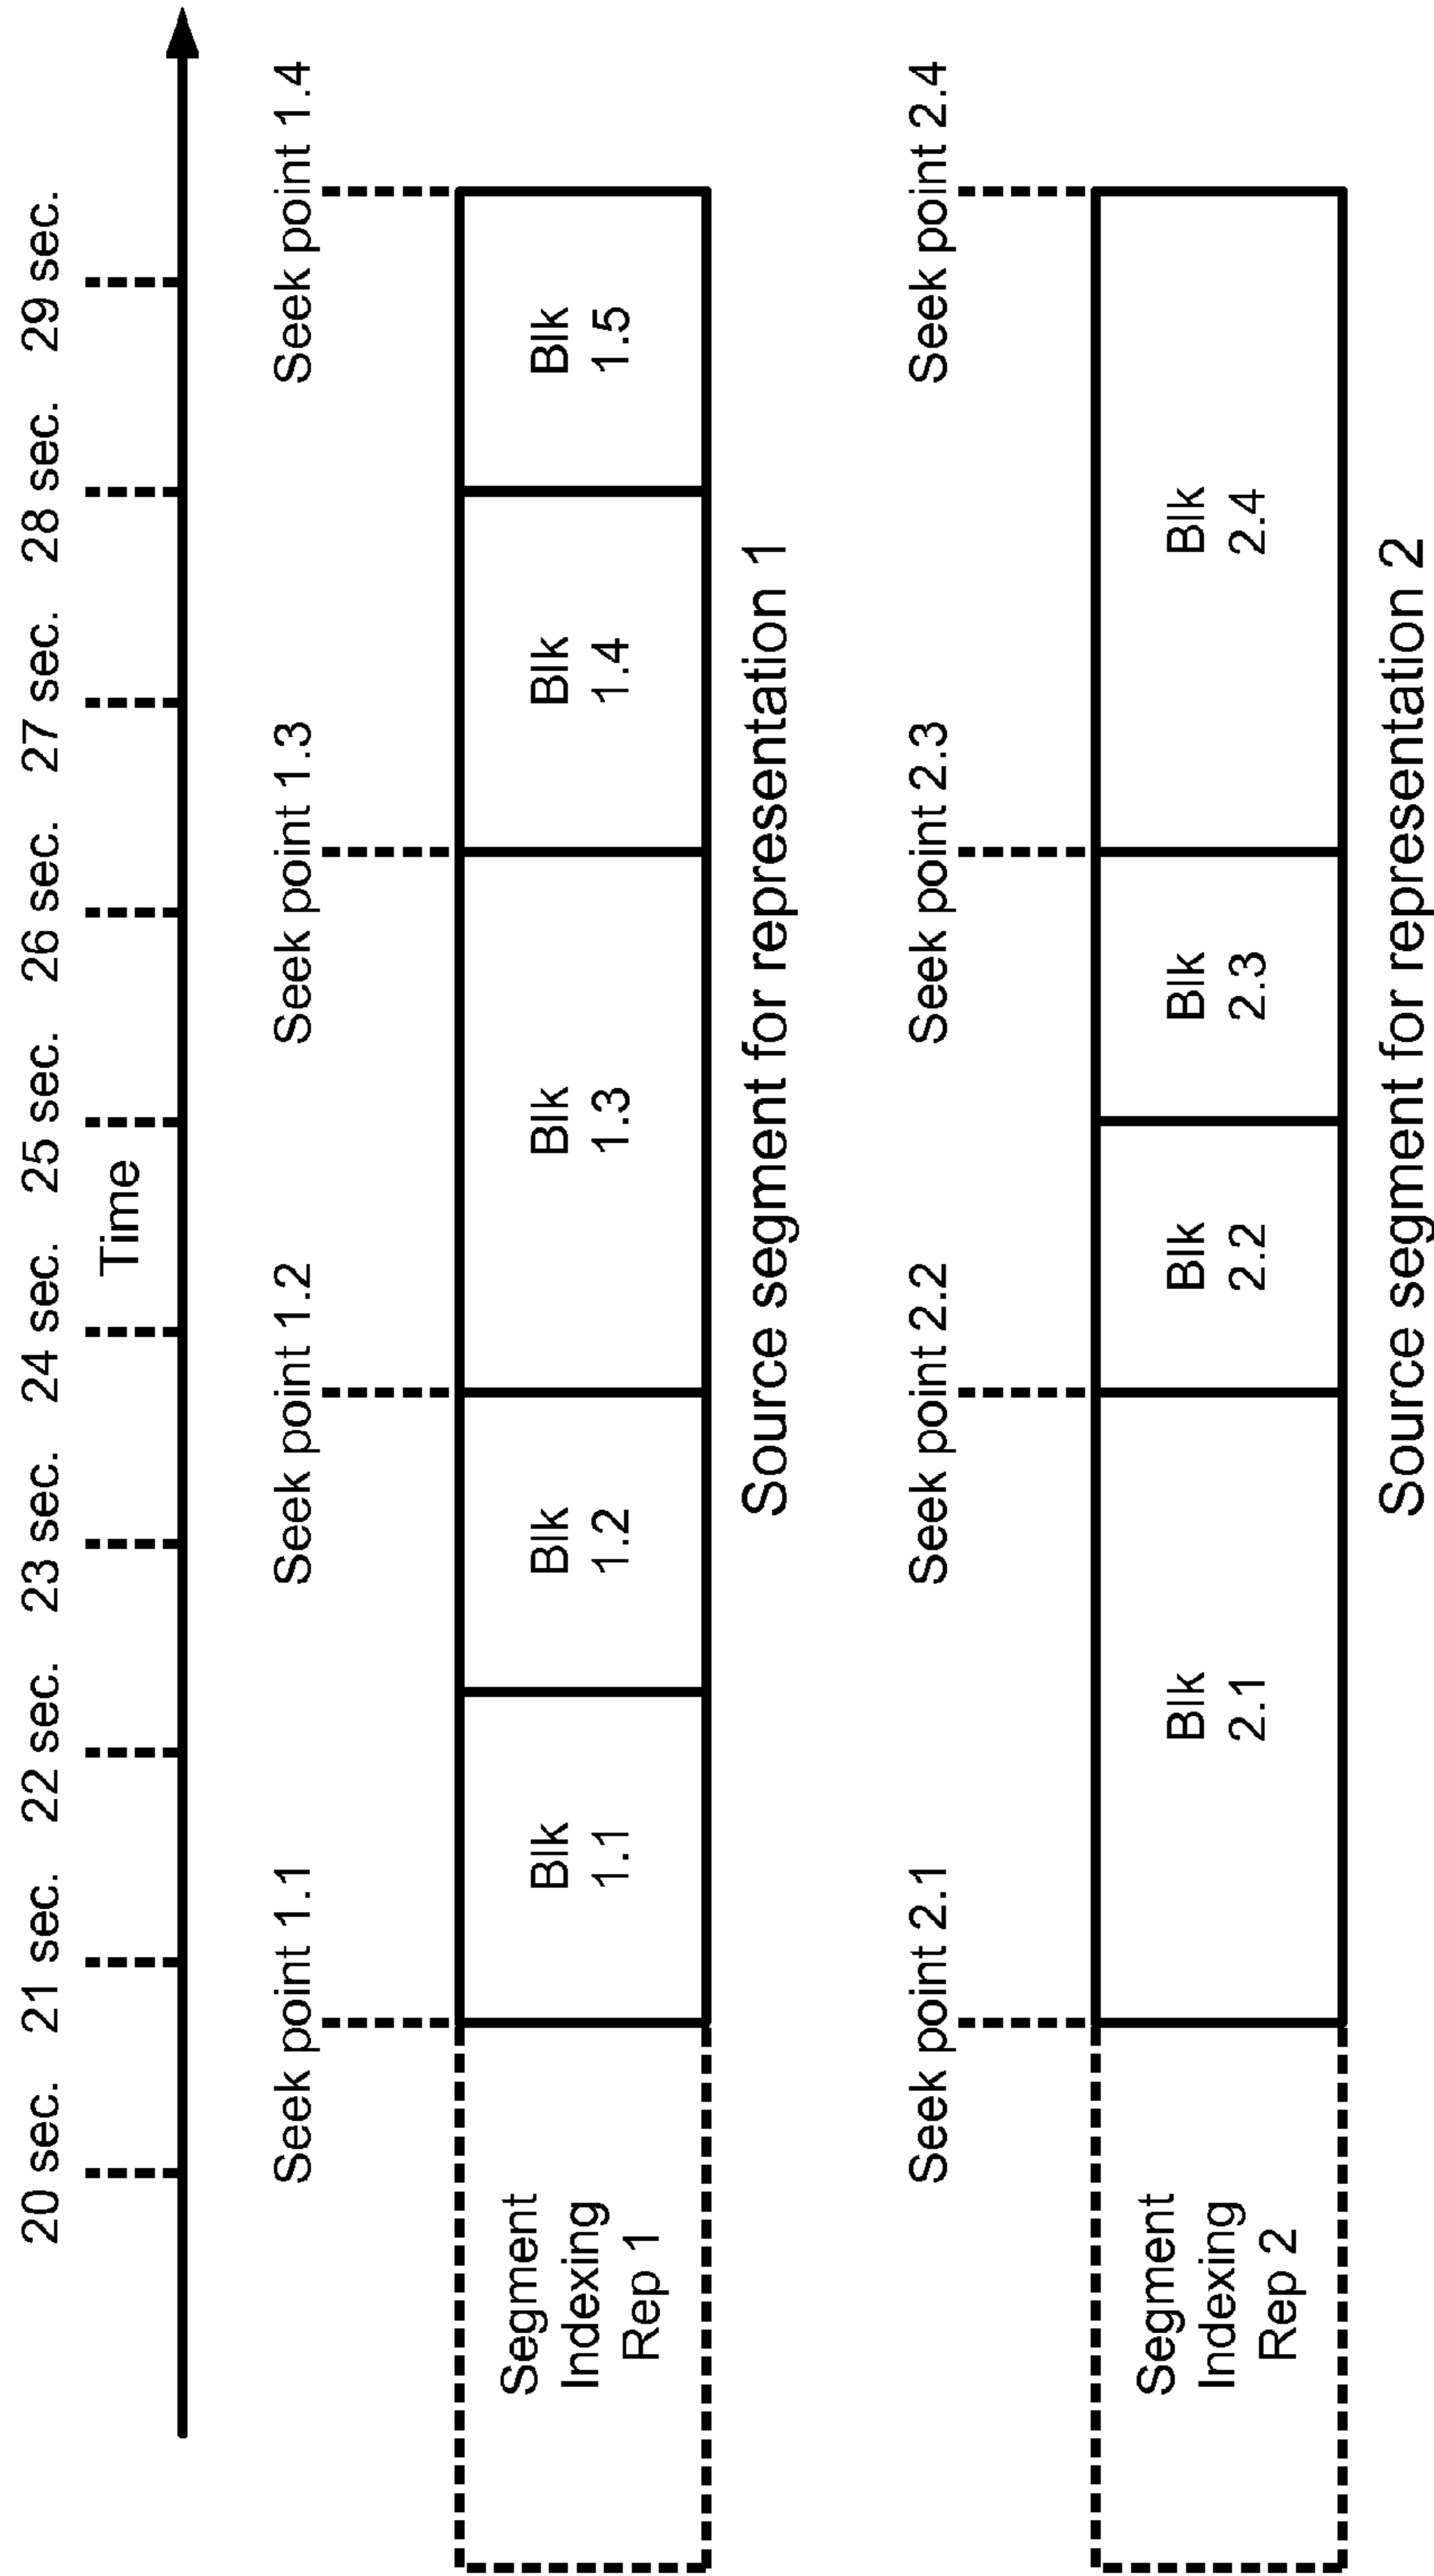 20 sec. 21 sec. 22 sec. 23 sec. 24 sec. 25 sec. 26 sec. 27 sec. 28 sec. 29 sec.
Time
Seek point 1.1 Seek point 1.2 Seek point 1.3 Seek point 1.4
Segment
Indexing
Rep 1
Blk
1.1
Blk
1.2
Blk
1.3
Blk
1.4
Blk
1.5
Source segment for representation 1
Seek point 2.1 Seek point 2.2 Seek point 2.3 Seek point 2.4
Segment
Indexing
Rep 2
Blk
2.1
Blk
2.2
Blk
2.3
Blk
2.4
Source segment for representation 2